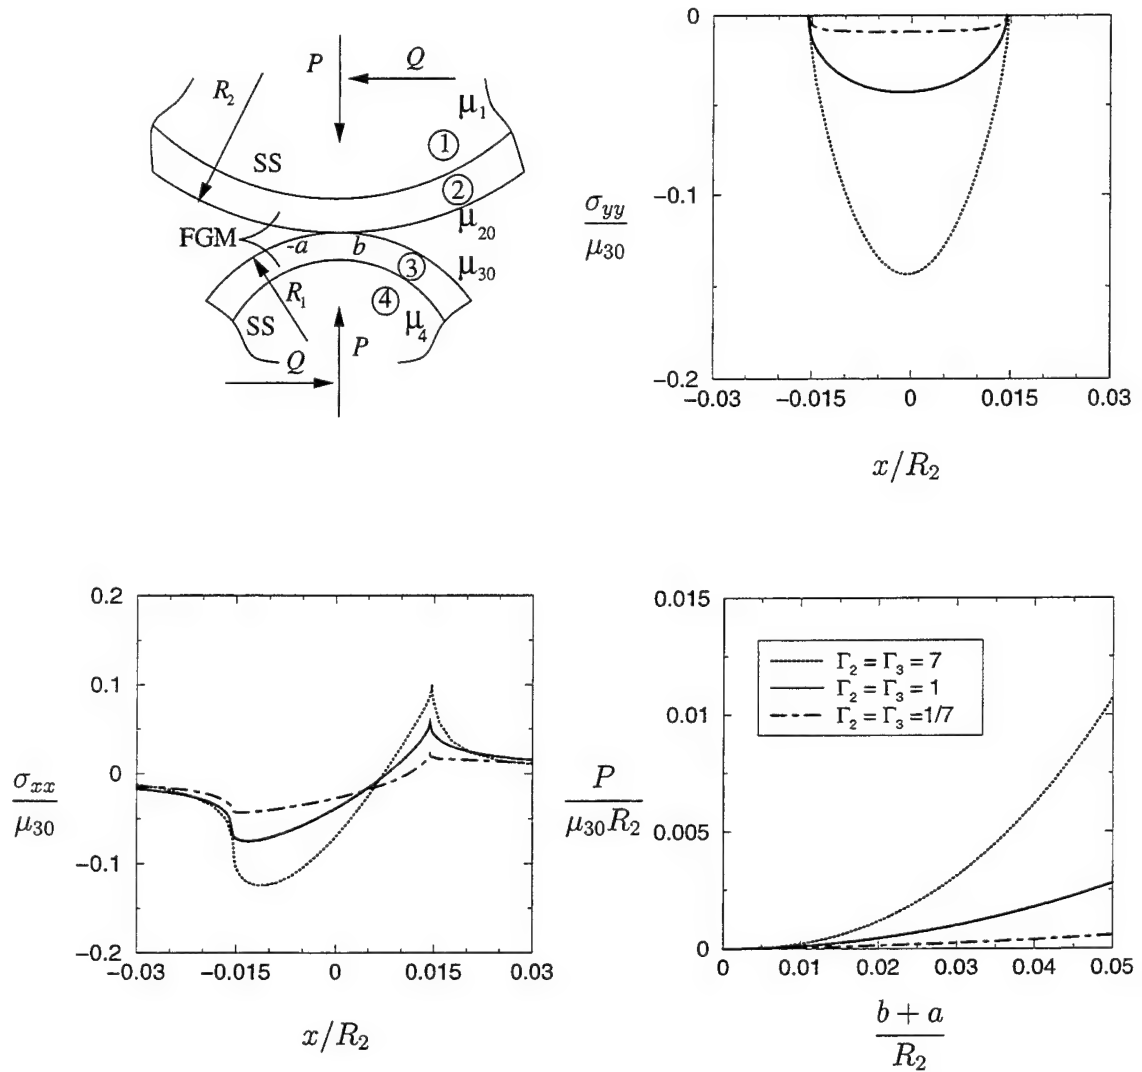 P
Q
R2
μ1
1
SS
2
μ20
FGM
-a
b
3
μ30
R1
4
SS
μ4
Q
P
0
−0.1
−0.2
σyy
μ30
−0.03
−0.015
0
0.015
0.03
x/R2
0.2
0.1
0
−0.1
−0.2
σxx
μ30
−0.03
−0.015
0
0.015
0.03
x/R2
0.015
0.01
0.005
0
P
μ30R2
Γ2 = Γ3 = 7
Γ2 = Γ3 = 1
Γ2 = Γ3 =1/7
0
0.01
0.02
0.03
0.04
0.05
b + a
R2